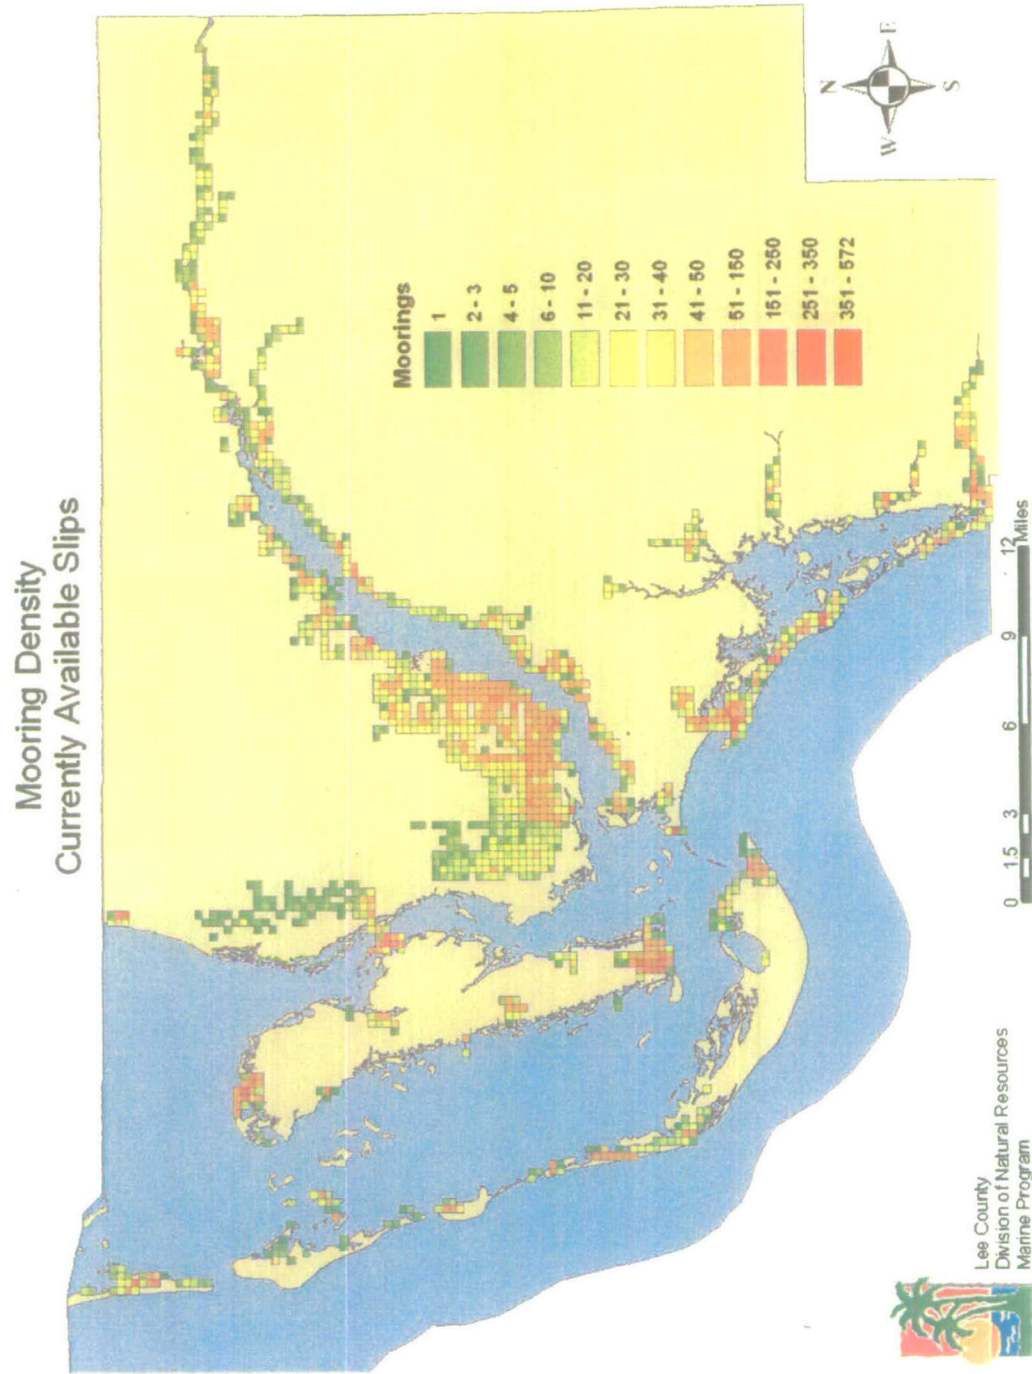 Mooring Density
Currently Available Slips
N
W
E
S
Moorings
1
2 - 3
4 - 5
6 - 10
11 - 20
21 - 30
31 - 40
41 - 50
51 - 150
151 - 250
251 - 350
351 - 572
0 1.5 3 6 9 12
Miles
Lee County
Division of Natural Resources
Marine Program